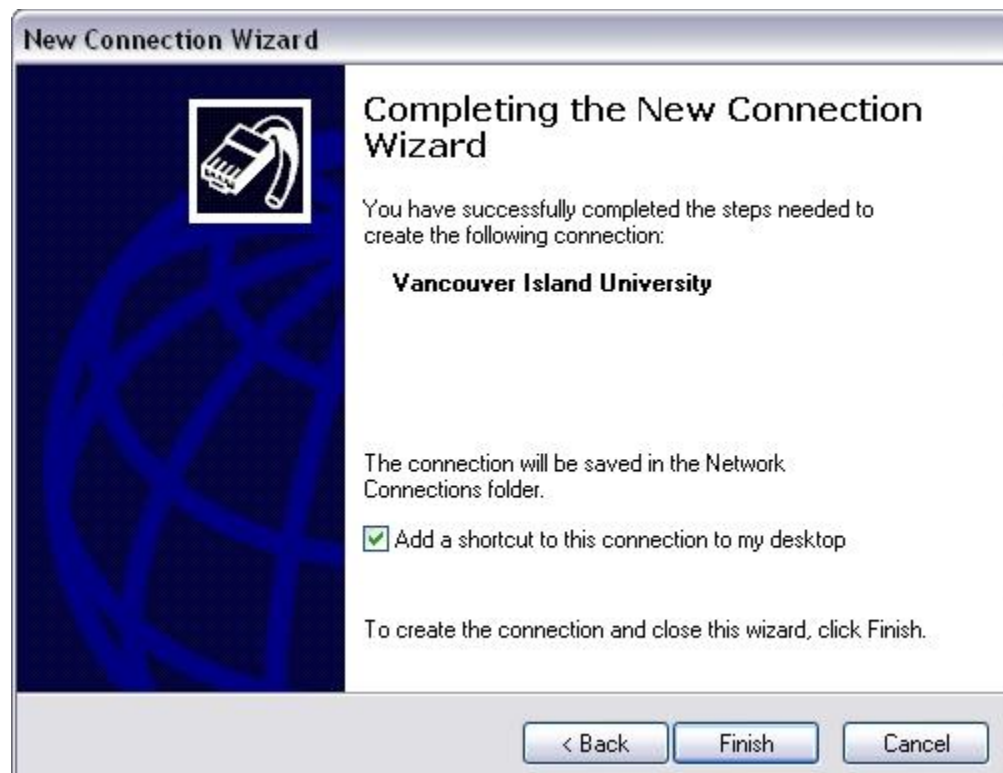 New Connection Wizard
Completing the New Connection
Wizard
You have successfully completed the steps needed to
create the following connection:
Vancouver Island University
The connection will be saved in the Network
Connections folder.
Add a shortcut to this connection to my desktop
To create the connection and close this wizard, click Finish.
< Back Finish Cancel